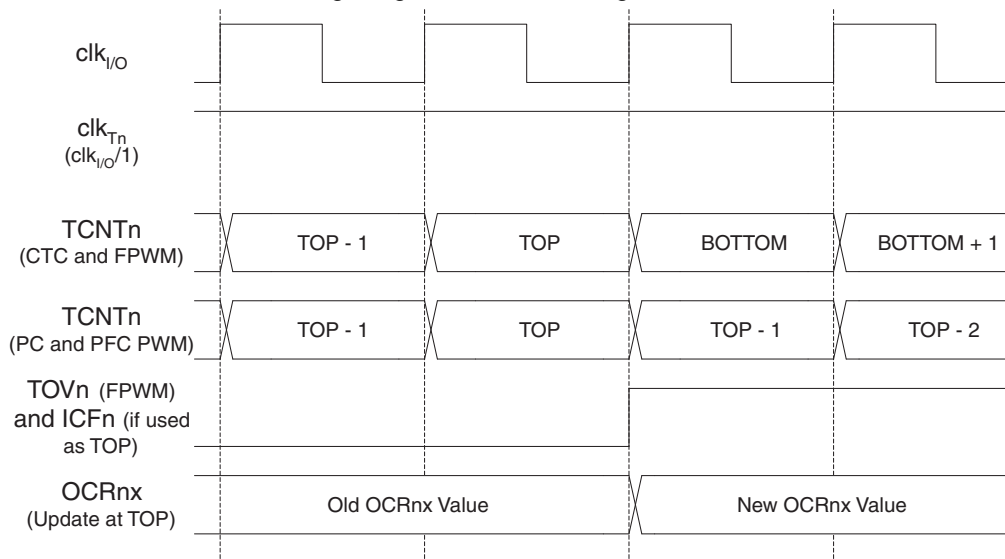 clkI/O
clkTn
(clkI/O/1)
TCNTn
(CTC and FPWM)
TOP - 1
TOP
BOTTOM
BOTTOM + 1
TCNTn
(PC and PFC PWM)
TOP - 1
TOP
TOP - 1
TOP - 2
TOVn (FPWM)
and ICFn (if used
as TOP)
OCRnx
(Update at TOP)
Old OCRnx Value
New OCRnx Value